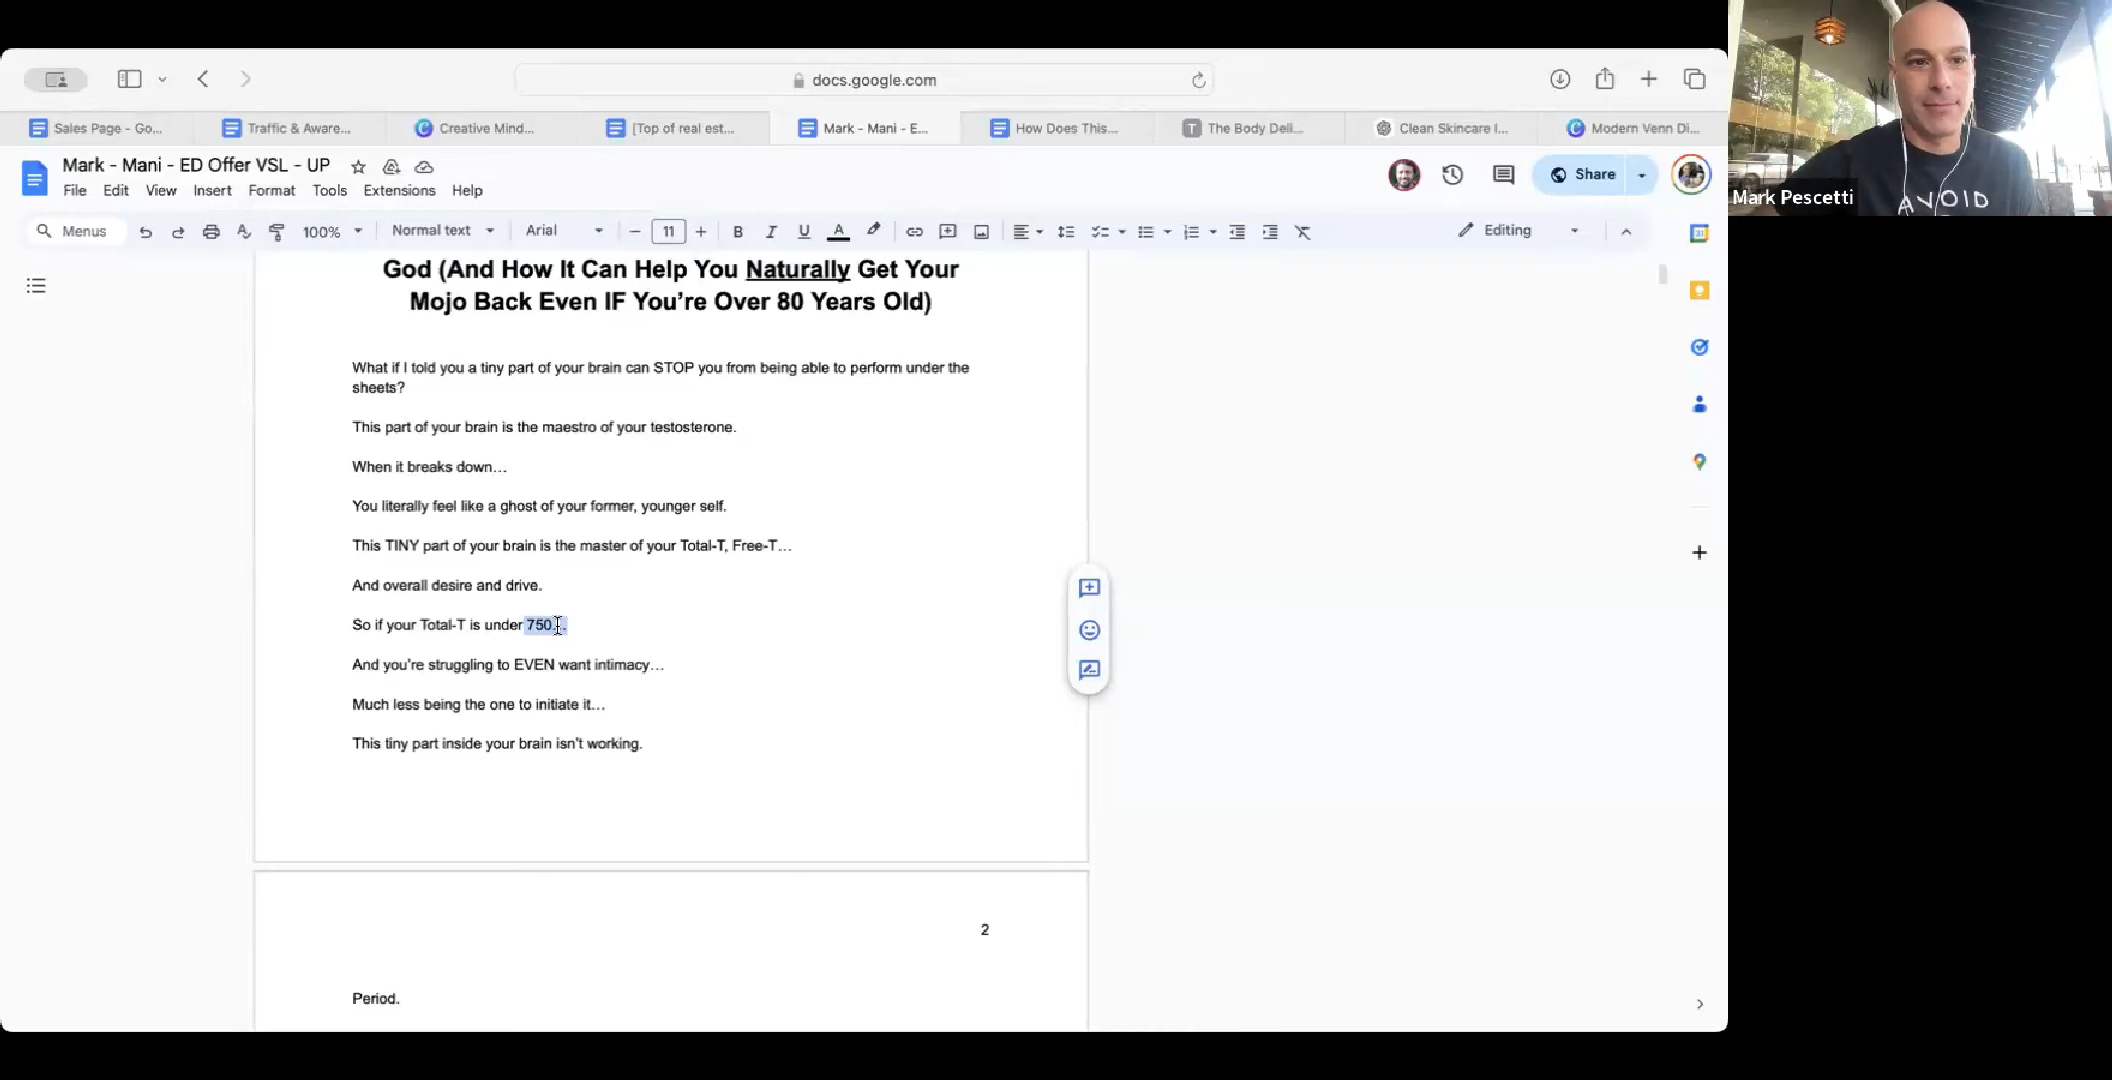 docs.google.com
Sales Page - Go...
Traffic & Aware...
Creative Mind...
[Top of real est...
Mark - Mani - E...
How Does This...
The Body Deli...
Clean Skincare I...
Modern Venn Di...
Mark - Mani - ED Offer VSL - UP
File Edit View Insert Format Tools Extensions Help
Share
Menus
100%
Normal text
Arial
11
Editing
God (And How It Can Help You Naturally Get Your
Mojo Back Even IF You’re Over 80 Years Old)
What if I told you a tiny part of your brain can STOP you from being able to perform under the
sheets?
This part of your brain is the maestro of your testosterone.
When it breaks down…
You literally feel like a ghost of your former, younger self.
This TINY part of your brain is the master of your Total-T, Free-T…
And overall desire and drive.
So if your Total-T is under 750…
And you’re struggling to EVEN want intimacy…
Much less being the one to initiate it…
This tiny part inside your brain isn’t working.
2
Period.
Mark Pescetti
AVOID